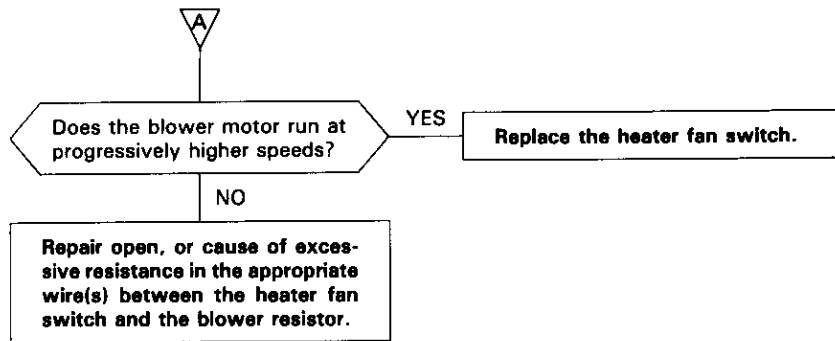 A
Does the blower motor run at
progressively higher speeds?
YES
Replace the heater fan switch.
NO
Repair open, or cause of exces-
sive resistance in the appropriate
wire(s) between the heater fan
switch and the blower resistor.